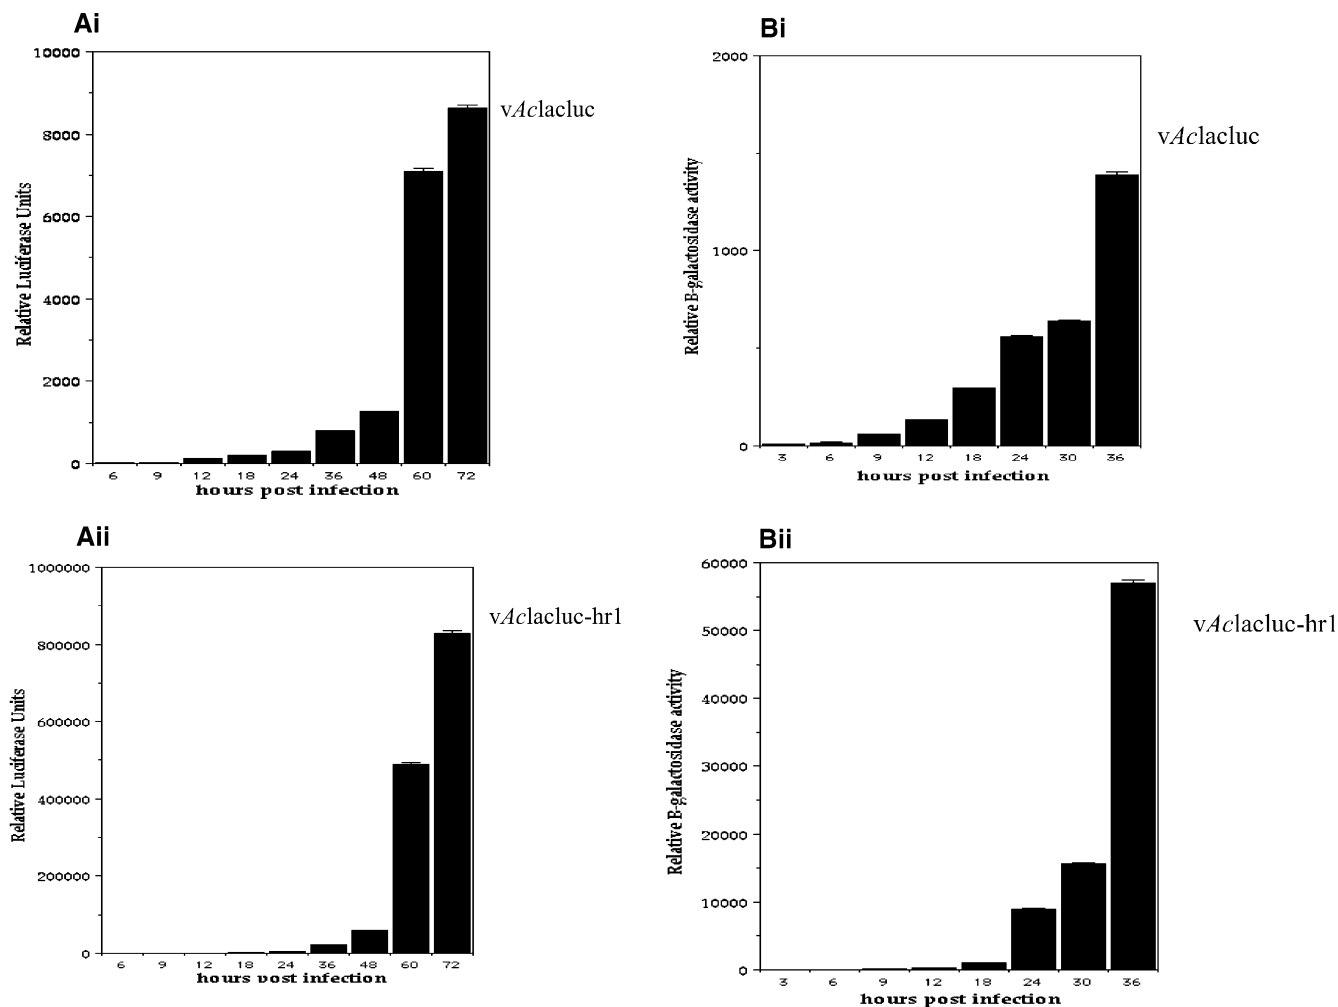 Ai
10000
8000
6000
4000
2000
0
Relative Luciferase Units
6 9 12 18 24 36 48 60 72
hours post infection
vAclacluc
Bi
2000
1000
0
Relative B-galactosidase activity
3 6 9 12 18 24 30 36
hours post infection
vAclacluc
Aii
1000000
800000
600000
400000
200000
0
Relative Luciferase Units
6 9 12 18 24 36 48 60 72
hours post infection
vAclacluc-hr1
Bii
60000
50000
40000
30000
20000
10000
0
Relative B-galactosidase activity
3 6 9 12 18 24 30 36
hours post infection
vAclacluc-hr1